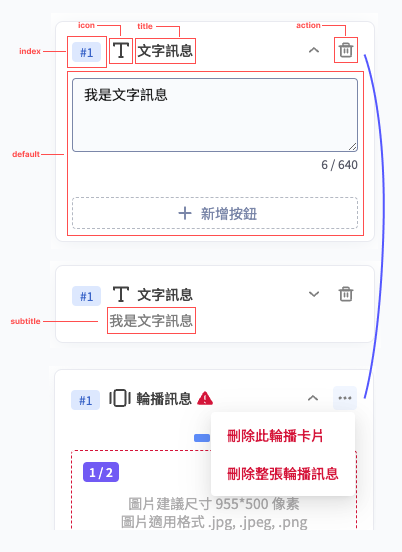 icon
title
action
index
#1
文字訊息
我是文字訊息
default
6 / 640
新增按鈕
#1
文字訊息
subtitle
我是文字訊息
#1
輪播訊息
刪除此輪播卡片
1 / 2
刪除整張輪播訊息
圖片建議尺寸 955*500 像素
圖片適用格式 .jpg, .jpeg, .png